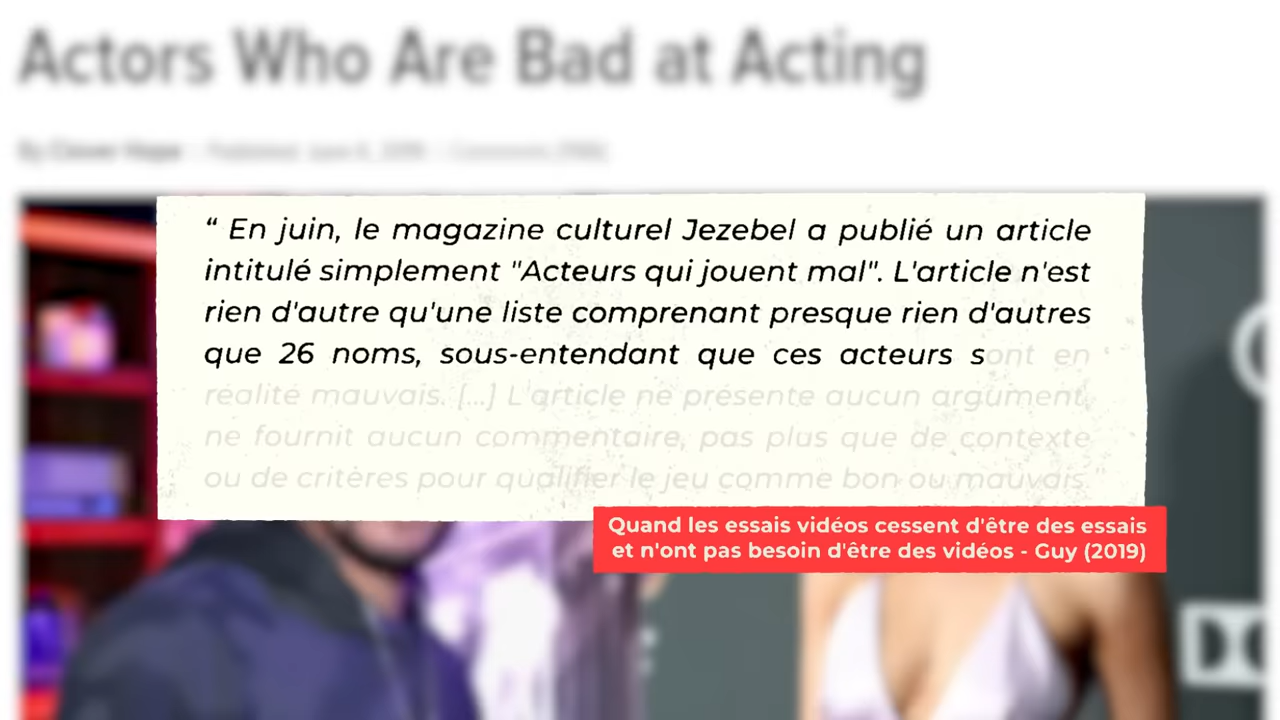 Actors Who Are Bad at Acting
By Clover Hope
“ En juin, le magazine culturel Jezebel a publié un article
intitulé simplement "Acteurs qui jouent mal". L'article n'est
rien d'autre qu'une liste comprenant presque rien d'autres
que 26 noms, sous-entendant que ces acteurs sont en
réalité mauvais. [...] L'article ne présente aucun argument,
ne fournit aucun commentaire, pas plus que de contexte
ou de critères pour qualifier le jeu comme bon ou mauvais.
Quand les essais vidéos cessent d'être des essais
et n'ont pas besoin d'être des vidéos - Guy (2019)